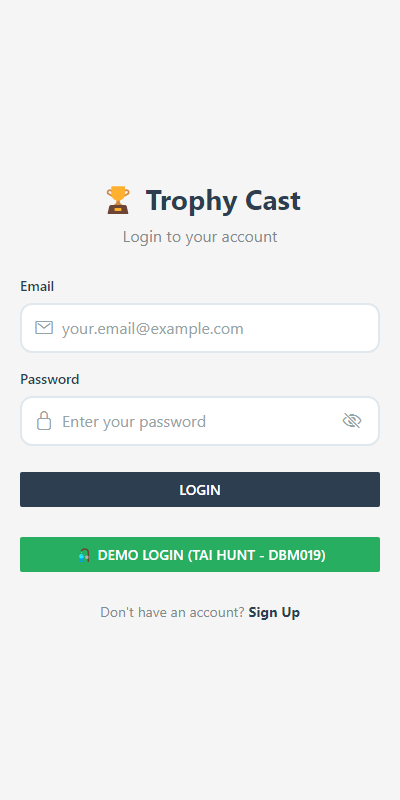 Trophy Cast
Login to your account
Email
your.email@example.com
Password
Enter your password
LOGIN
DEMO LOGIN (TAI HUNT - DBM019)
Don't have an account? Sign Up